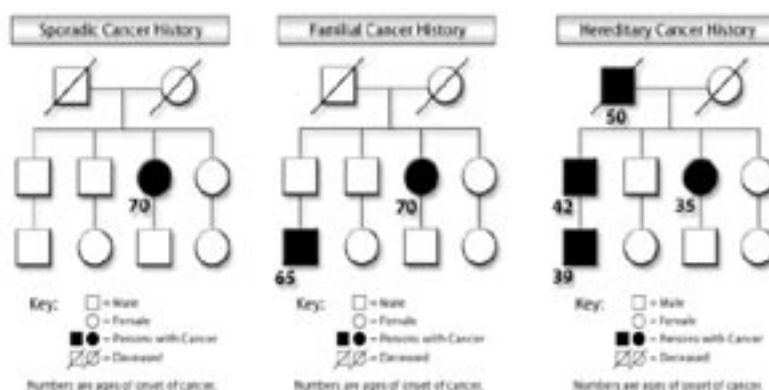 Sporadic Cancer History
70
Key:
= Male
= Female
= Persons with Cancer
= Deceased
Numbers are ages of onset of cancer.
Familial Cancer History
70
65
Key:
= Male
= Female
= Persons with Cancer
= Deceased
Numbers are ages of onset of cancer.
Hereditary Cancer History
50
42
35
39
Key:
= Male
= Female
= Persons with Cancer
= Deceased
Numbers are ages of onset of cancer.